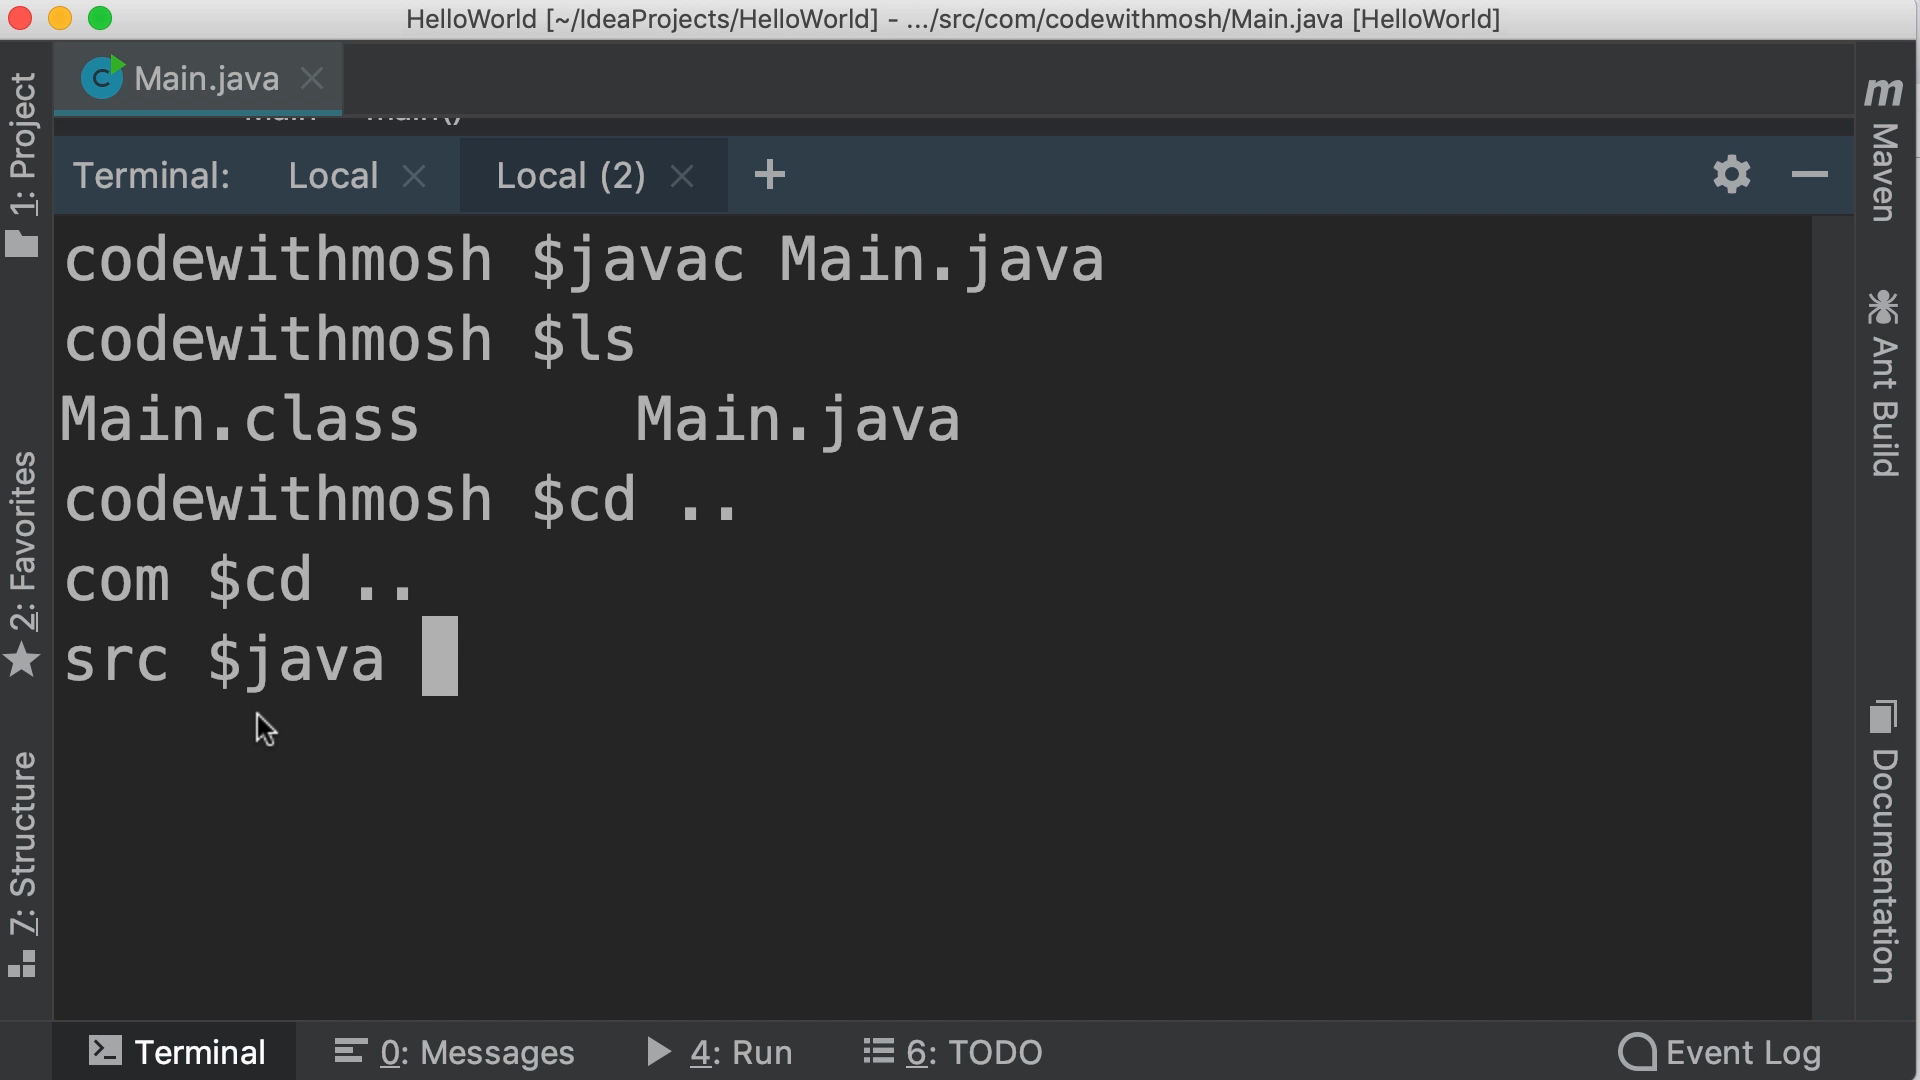 HelloWorld [~/IdeaProjects/HelloWorld] - .../src/com/codewithmosh/Main.java [HelloWorld]
Main.java
Terminal: Local Local (2) +
codewithmosh $javac Main.java
codewithmosh $ls
Main.class Main.java
codewithmosh $cd ..
com $cd ..
src $java
1: Project
2: Favorites
7: Structure
m Maven
Ant Build
Documentation
Terminal 0: Messages 4: Run 6: TODO Event Log